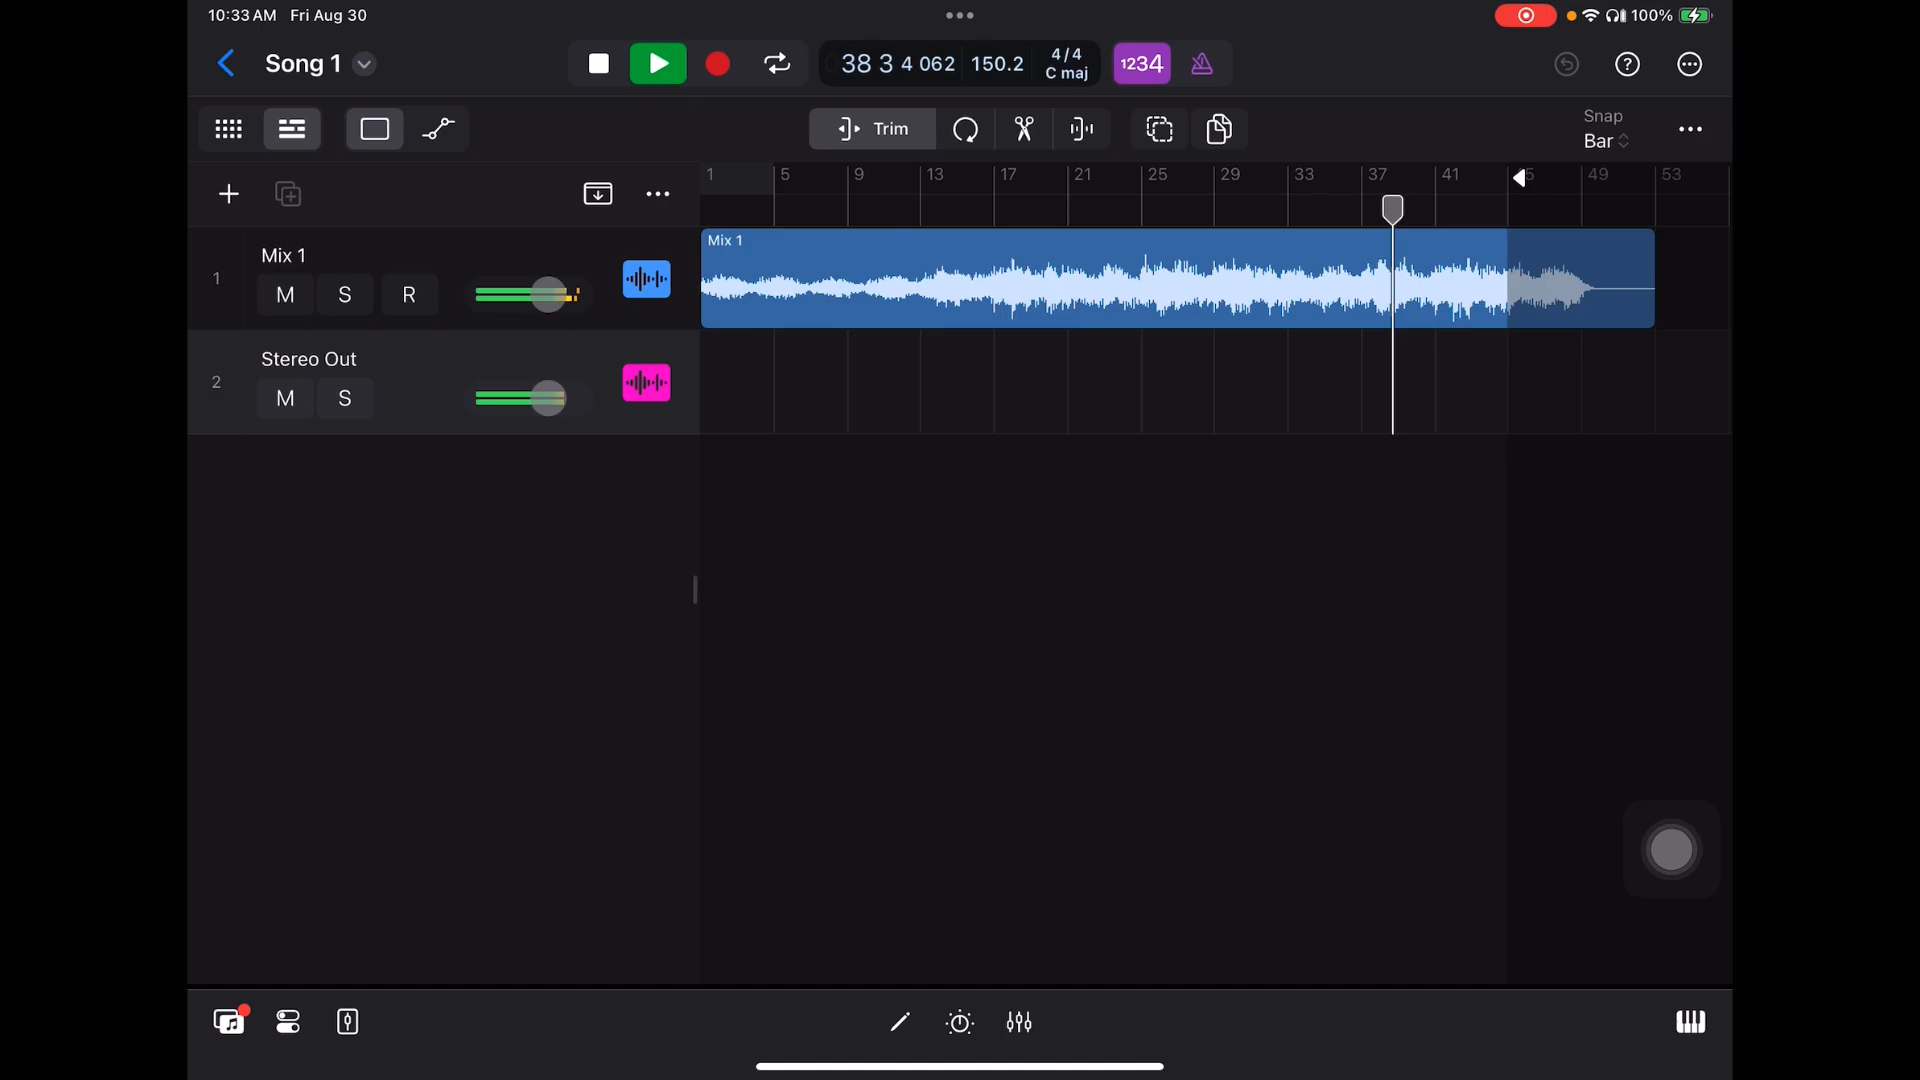 10:33 AM Fri Aug 30
100%
Song 1
38 3 4 062
150.2
4/4
C maj
1234
Trim
Snap
Bar
1 5 9 13 17 21 25 29 33 37 41 5 49 53
1
Mix 1
M S R
Mix 1
2
Stereo Out
M S